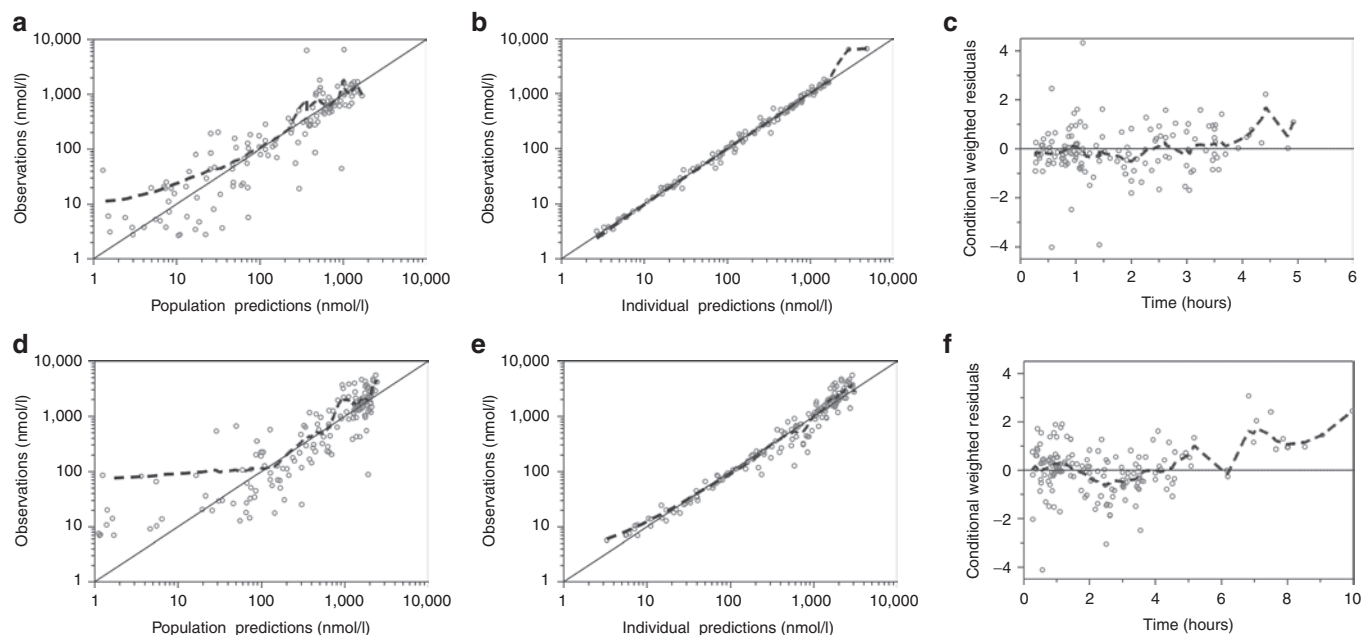 a
10,000
1,000
100
10
1
Observations (nmol/l)
1 10 100 1,000 10,000
Population predictions (nmol/l)
b
10,000
1,000
100
10
1
Observations (nmol/l)
1 10 100 1,000 10,000
Individual predictions (nmol/l)
c
4
2
0
−2
−4
Conditional weighted residuals
0 1 2 3 4 5 6
Time (hours)
d
10,000
1,000
100
10
1
Observations (nmol/l)
1 10 100 1,000 10,000
Population predictions (nmol/l)
e
10,000
1,000
100
10
1
Observations (nmol/l)
1 10 100 1,000 10,000
Individual predictions (nmol/l)
f
4
2
0
−2
−4
Conditional weighted residuals
0 2 4 6 8 10
Time (hours)